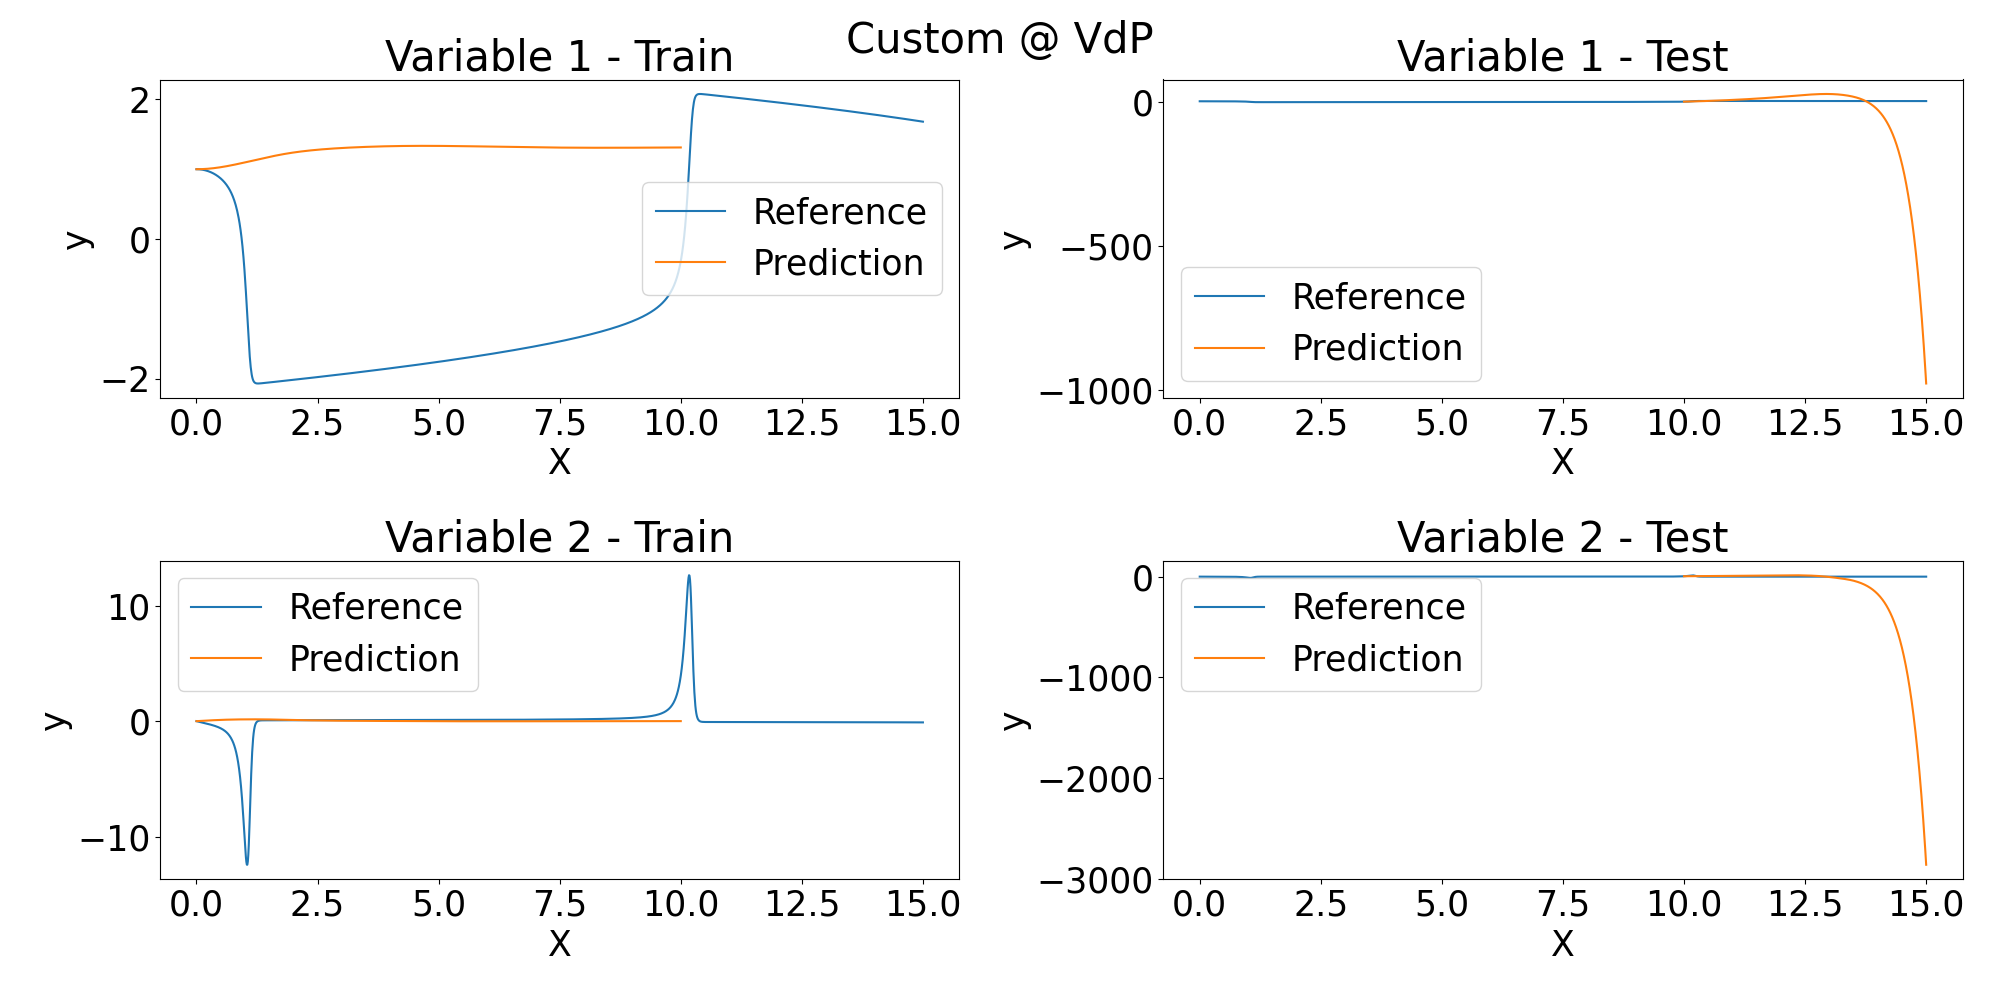 Custom @ VdP
Variable 1 - Train
2
0
−2
y
Reference
Prediction
0.0 2.5 5.0 7.5 10.0 12.5 15.0
X
Variable 1 - Test
0
−500
−1000
y
Reference
Prediction
0.0 2.5 5.0 7.5 10.0 12.5 15.0
X
Variable 2 - Train
10
0
−10
y
Reference
Prediction
0.0 2.5 5.0 7.5 10.0 12.5 15.0
X
Variable 2 - Test
0
−1000
−2000
−3000
y
Reference
Prediction
0.0 2.5 5.0 7.5 10.0 12.5 15.0
X